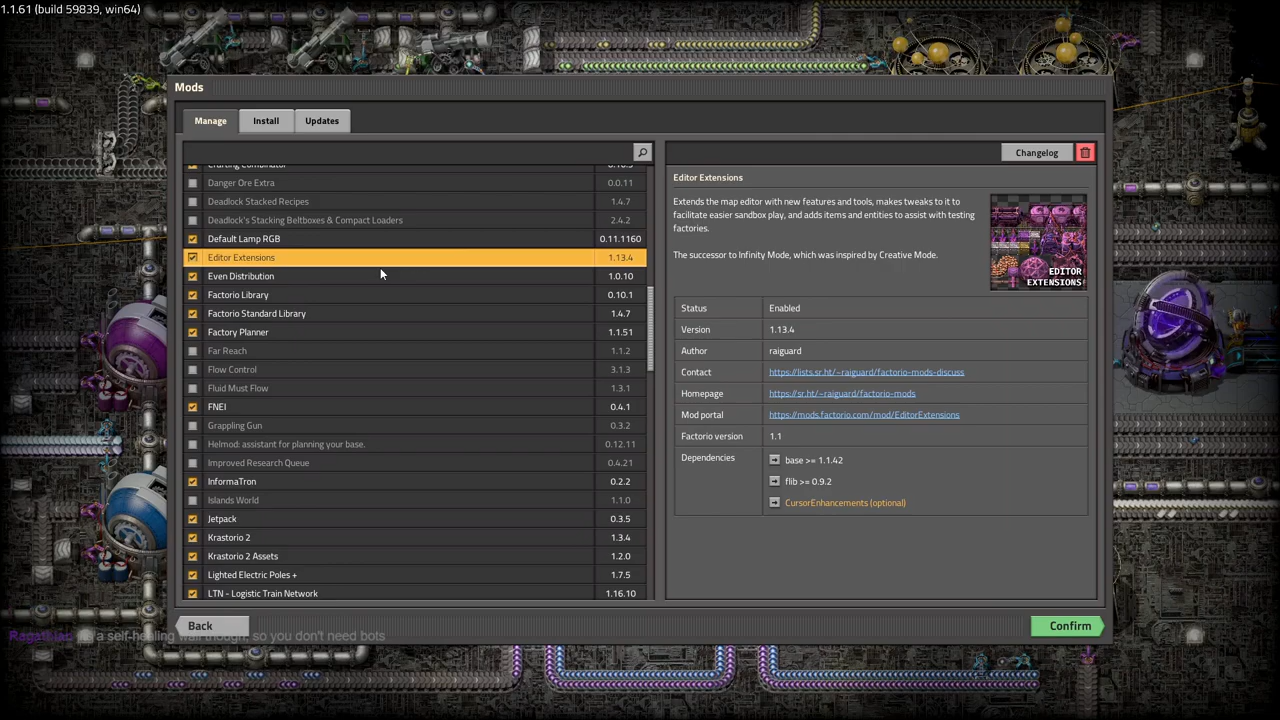 1.1.61 (build 59839, win64)
Mods
Manage Install Updates
Changelog
Crafting Combinator
Danger Ore Extra 0.0.11
Deadlock Stacked Recipes 1.4.7
Deadlock's Stacking Beltboxes & Compact Loaders 2.4.2
Default Lamp RGB 0.11.1160
Editor Extensions 1.13.4
Even Distribution 1.0.10
Factorio Library 0.10.1
Factorio Standard Library 1.4.7
Factory Planner 1.1.51
Far Reach 1.1.2
Flow Control 3.1.3
Fluid Must Flow 1.3.1
FNEI 0.4.1
Grappling Gun 0.3.2
Helmod: assistant for planning your base. 0.12.11
Improved Research Queue 0.4.21
InformaTron 0.2.2
Islands World 1.1.0
Jetpack 0.3.5
Krastorio 2 1.3.4
Krastorio 2 Assets 1.2.0
Lighted Electric Poles + 1.7.5
LTN - Logistic Train Network 1.16.10
Editor Extensions
Extends the map editor with new features and tools, makes tweaks to it to
facilitate easier sandbox play, and adds items and entities to assist with testing
factories.
The successor to Infinity Mode, which was inspired by Creative Mode.
EDITOR
EXTENSIONS
Status Enabled
Version 1.13.4
Author raiguard
Contact https://lists.sr.ht/~raiguard/factorio-mods-discuss
Homepage https://sr.ht/~raiguard/factorio-mods
Mod portal https://mods.factorio.com/mod/EditorExtensions
Factorio version 1.1
Dependencies base >= 1.1.42
flib >= 0.9.2
CursorEnhancements (optional)
Back
Confirm
a self-healing wall though, so you don't need bots